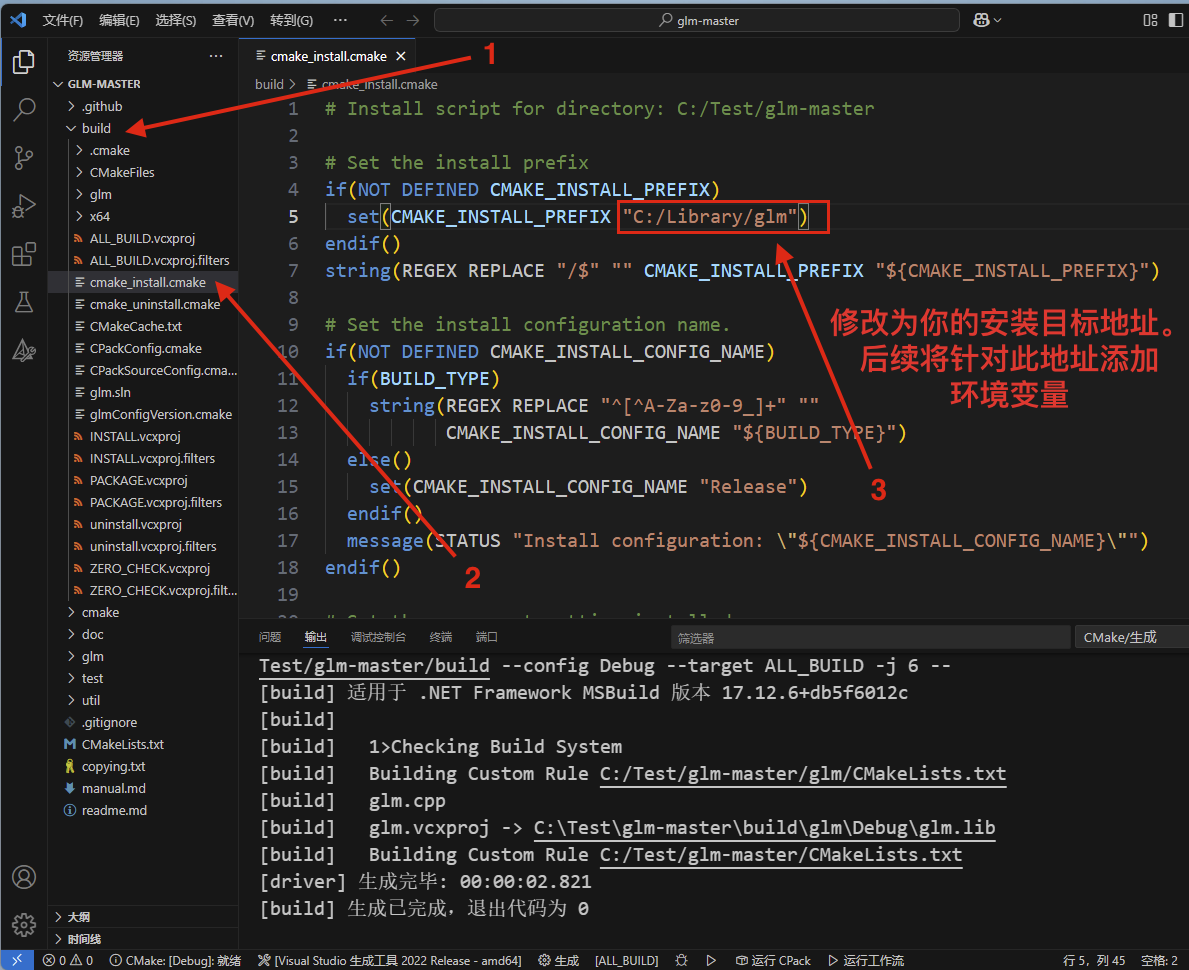 文件(F) 编辑(E) 选择(S) 查看(V) 转到(G) ··· glm-master
资源管理器 ···
GLM-MASTER
.github
build
.cmake
CMakeFiles
glm
x64
ALL_BUILD.vcxproj
ALL_BUILD.vcxproj.filters
cmake_install.cmake
cmake_uninstall.cmake
CMakeCache.txt
CPackConfig.cmake
CPackSourceConfig.cma...
glm.sln
glmConfigVersion.cmake
INSTALL.vcxproj
INSTALL.vcxproj.filters
PACKAGE.vcxproj
PACKAGE.vcxproj.filters
uninstall.vcxproj
uninstall.vcxproj.filters
ZERO_CHECK.vcxproj
ZERO_CHECK.vcxproj.filt...
cmake
doc
glm
test
util
.gitignore
CMakeLists.txt
copying.txt
manual.md
readme.md
大纲
时间线
cmake_install.cmake
1
build > cmake_install.cmake
1 # Install script for directory: C:/Test/glm-master
2
3 # Set the install prefix
4 if(NOT DEFINED CMAKE_INSTALL_PREFIX)
5 set(CMAKE_INSTALL_PREFIX "C:/Library/glm")
6 endif()
7 string(REGEX REPLACE "/$" "" CMAKE_INSTALL_PREFIX "${CMAKE_INSTALL_PREFIX}")
8
9 # Set the install configuration name.
10 if(NOT DEFINED CMAKE_INSTALL_CONFIG_NAME)
11 if(BUILD_TYPE)
12 string(REGEX REPLACE "^[^A-Za-z0-9_]+" ""
13 CMAKE_INSTALL_CONFIG_NAME "${BUILD_TYPE}")
14 else()
15 set(CMAKE_INSTALL_CONFIG_NAME "Release")
16 endif()
17 message(STATUS "Install configuration: \"${CMAKE_INSTALL_CONFIG_NAME}\"")
18 endif()
19
修改为你的安装目标地址。
后续将针对此地址添加
环境变量
3
2
问题 输出 调试控制台 终端 端口 筛选器 CMake/生成
Test/glm-master/build --config Debug --target ALL_BUILD -j 6 --
[build] 适用于 .NET Framework MSBuild 版本 17.12.6+db5f6012c
[build]
[build] 1>Checking Build System
[build] Building Custom Rule C:/Test/glm-master/glm/CMakeLists.txt
[build] glm.cpp
[build] glm.vcxproj -> C:\Test\glm-master\build\glm\Debug\glm.lib
[build] Building Custom Rule C:/Test/glm-master/CMakeLists.txt
[driver] 生成完毕: 00:00:02.821
[build] 生成已完成，退出代码为 0
0 0 CMake: [Debug]: 就绪 [Visual Studio 生成工具 2022 Release - amd64] 生成 [ALL_BUILD] 运行 CPack 运行工作流 行 5，列 45 空格: 2